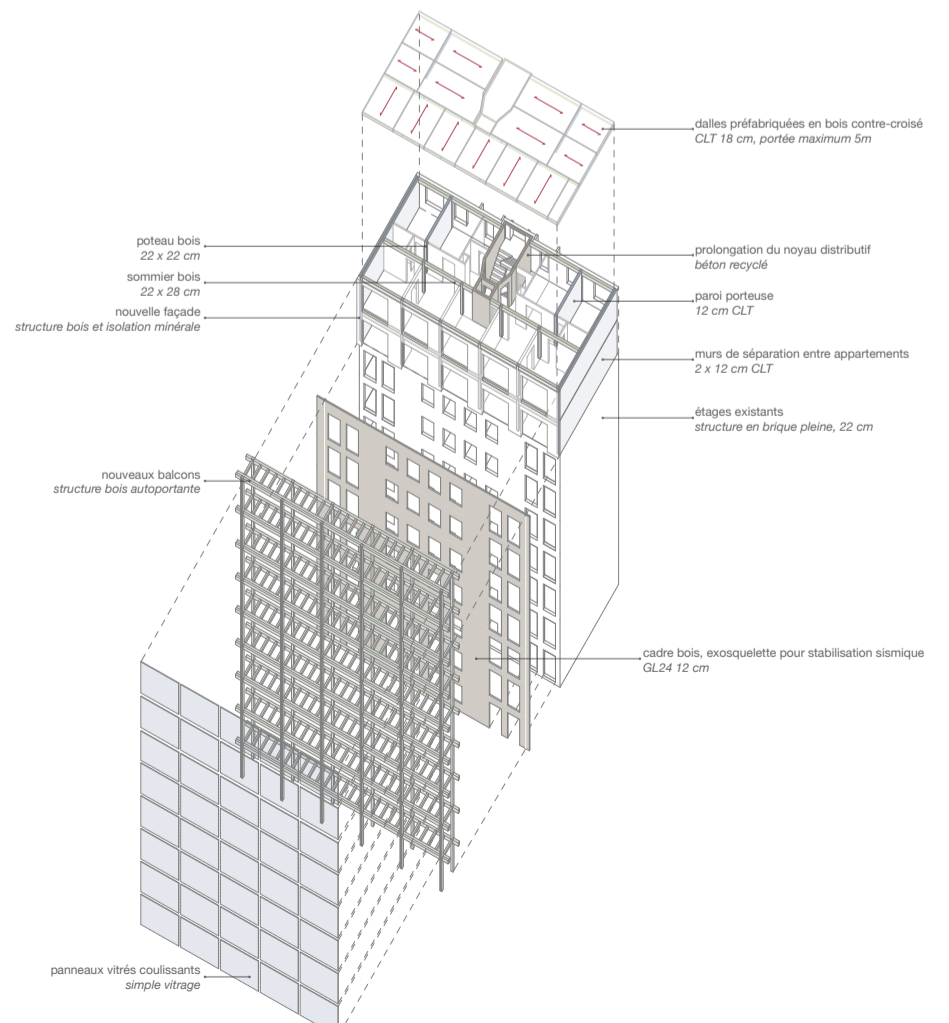 dalles préfabriquées en bois contre-croisé
CLT 18 cm, portée maximum 5m
poteau bois
22 x 22 cm
prolongation du noyau distributif
béton recyclé
sommier bois
22 x 28 cm
paroi porteuse
12 cm CLT
nouvelle façade
structure bois et isolation minérale
murs de séparation entre appartements
2 x 12 cm CLT
étages existants
structure en brique pleine, 22 cm
nouveaux balcons
structure bois autoportante
cadre bois, exosquelette pour stabilisation sismique
GL24 12 cm
panneaux vitrés coulissants
simple vitrage